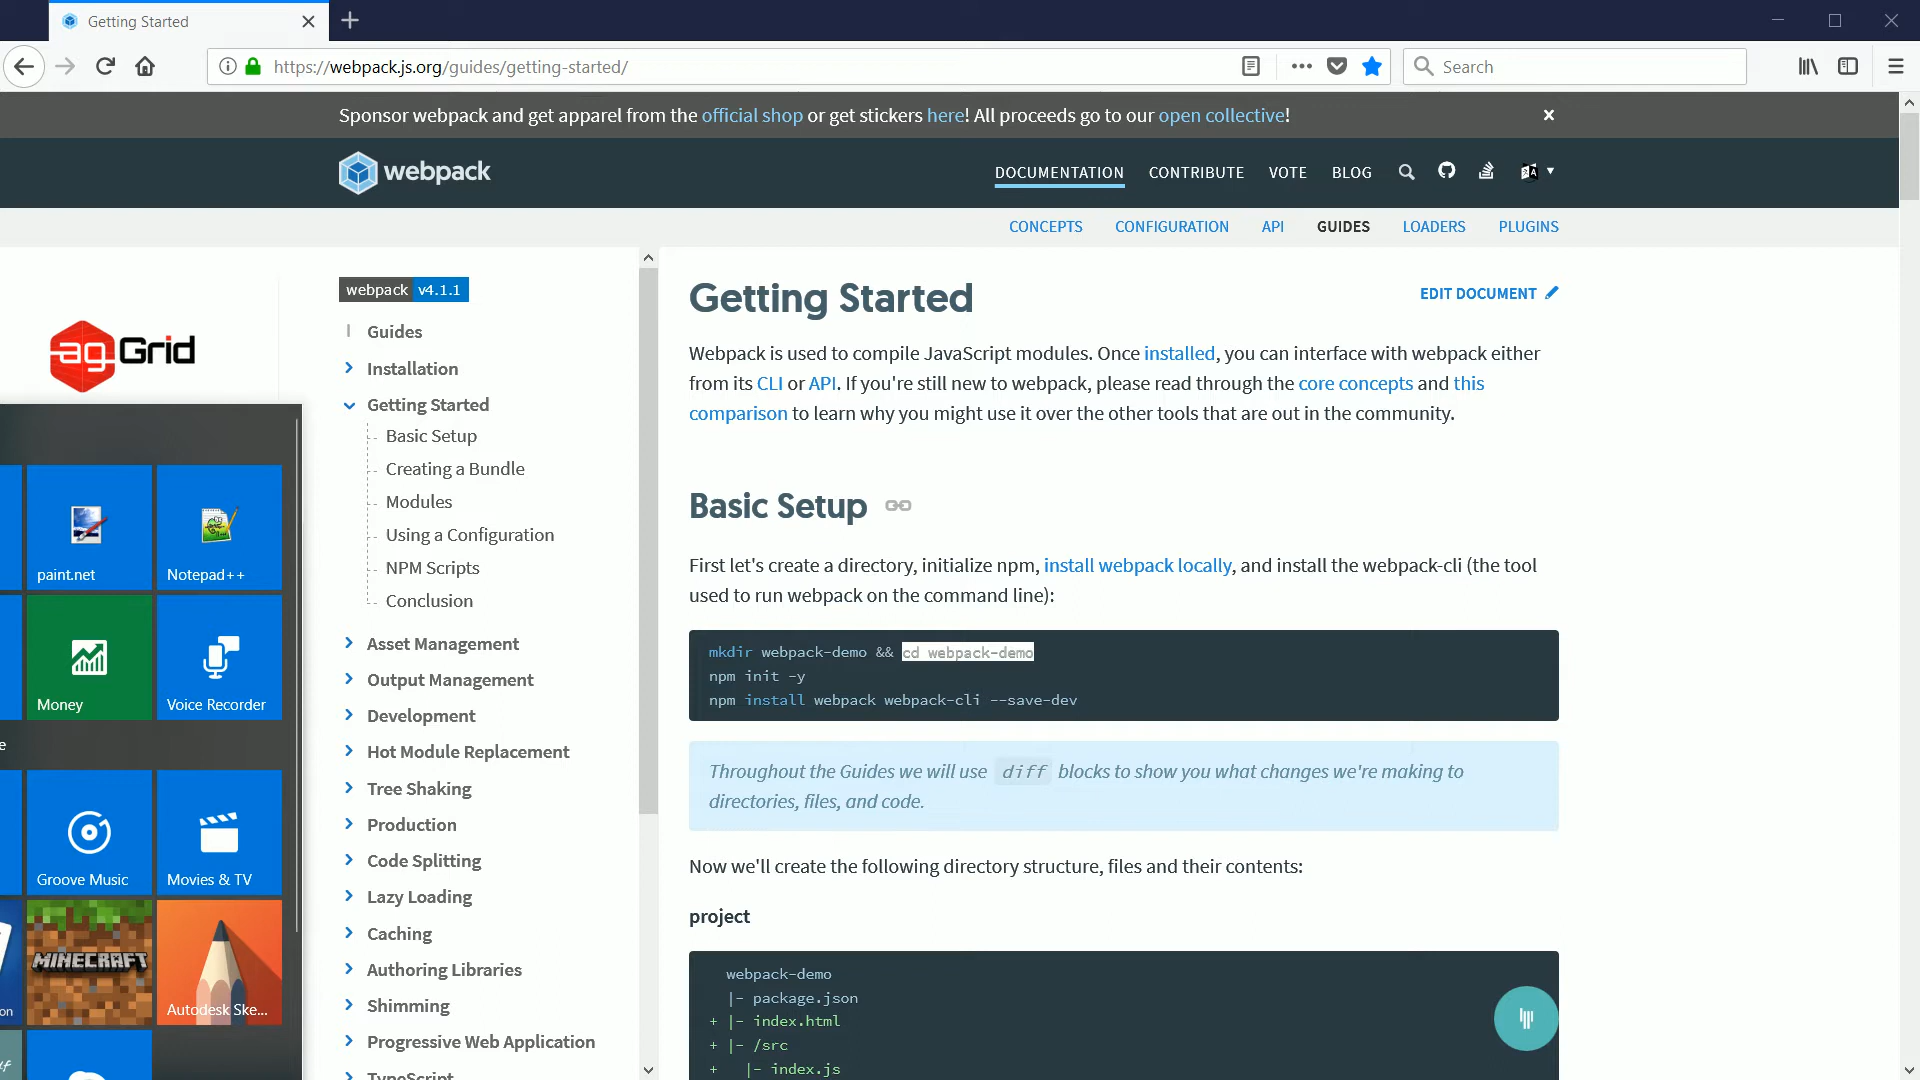 Getting Started
https://webpack.js.org/guides/getting-started/
Search
Sponsor webpack and get apparel from the official shop or get stickers here! All proceeds go to our open collective!
webpack
DOCUMENTATION CONTRIBUTE VOTE BLOG
CONCEPTS CONFIGURATION API GUIDES LOADERS PLUGINS
ag Grid
webpack v4.1.1
Guides
Installation
Getting Started
Basic Setup
Creating a Bundle
Modules
Using a Configuration
NPM Scripts
Conclusion
Asset Management
Output Management
Development
Hot Module Replacement
Tree Shaking
Production
Code Splitting
Lazy Loading
Caching
Authoring Libraries
Shimming
Progressive Web Application
TypeScript
paint.net
Notepad++
Money
Voice Recorder
e
Groove Music
Movies & TV
on
MINECRAFT
Autodesk Ske...
Getting Started
EDIT DOCUMENT
Webpack is used to compile JavaScript modules. Once installed, you can interface with webpack either
from its CLI or API. If you're still new to webpack, please read through the core concepts and this
comparison to learn why you might use it over the other tools that are out in the community.
Basic Setup
First let's create a directory, initialize npm, install webpack locally, and install the webpack-cli (the tool
used to run webpack on the command line):
mkdir webpack-demo && cd webpack-demo
npm init -y
npm install webpack webpack-cli --save-dev
Throughout the Guides we will use diff blocks to show you what changes we're making to
directories, files, and code.
Now we'll create the following directory structure, files and their contents:
project
webpack-demo
|- package.json
+ |- index.html
+ |- /src
+ |- index.js